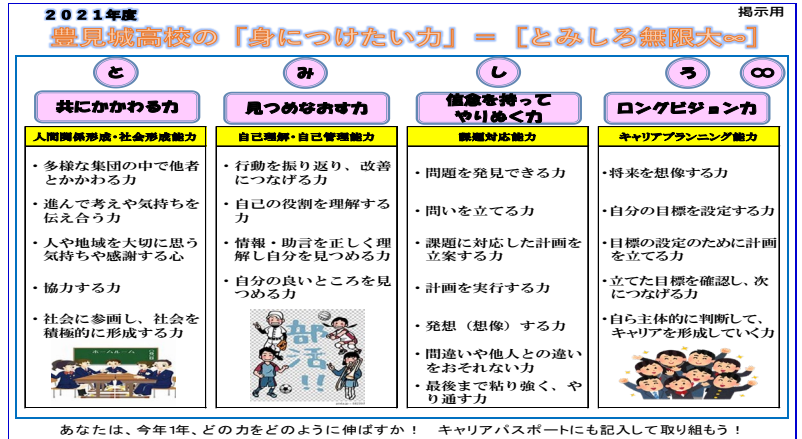 2021年度
掲示用
豊見城高校の「身につけたい力」＝［とみしろ無限大∞］
と
共にかかわる力
人間関係形成・社会形成能力
・多様な集団の中で他者
とかかわる力
・進んで考えや気持ちを
伝え合う力
・人や地域を大切に思う
気持ちや感謝する心
・協力する力
・社会に参画し、社会を
積極的に形成する力
ホームルーム
み
見つめなおす力
自己理解・自己管理能力
・行動を振り返り、改善
につなげる力
・自己の役割を理解する
力
・情報・助言を正しく理
解し自分を見つめる力
・自分の良いところを見
つめる力
部活!!
し
信念を持って
やりぬく力
課題対応能力
・問題を発見できる力
・問いを立てる力
・課題に対応した計画を
立案する力
・計画を実行する力
・発想（想像）する力
・間違いや他人との違い
をおそれない力
・最後まで粘り強く、や
り通す力
ろ
∞
ロングビジョン力
キャリアプランニング能力
・将来を想像する力
・自分の目標を設定する力
・目標の設定のために計画
を立てる力
・立てた目標を確認し、次
につなげる力
・自ら主体的に判断して、
キャリアを形成していく力
あなたは、今年1年、どの力をどのように伸ばすか！　キャリアパスポートにも記入して取り組もう！